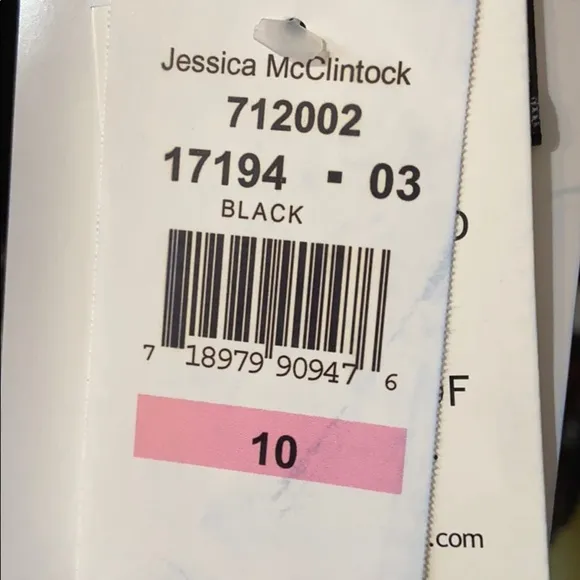 Jessica McClintock
712002
17194 - 03
BLACK
7 18979 90947 6
10
.com